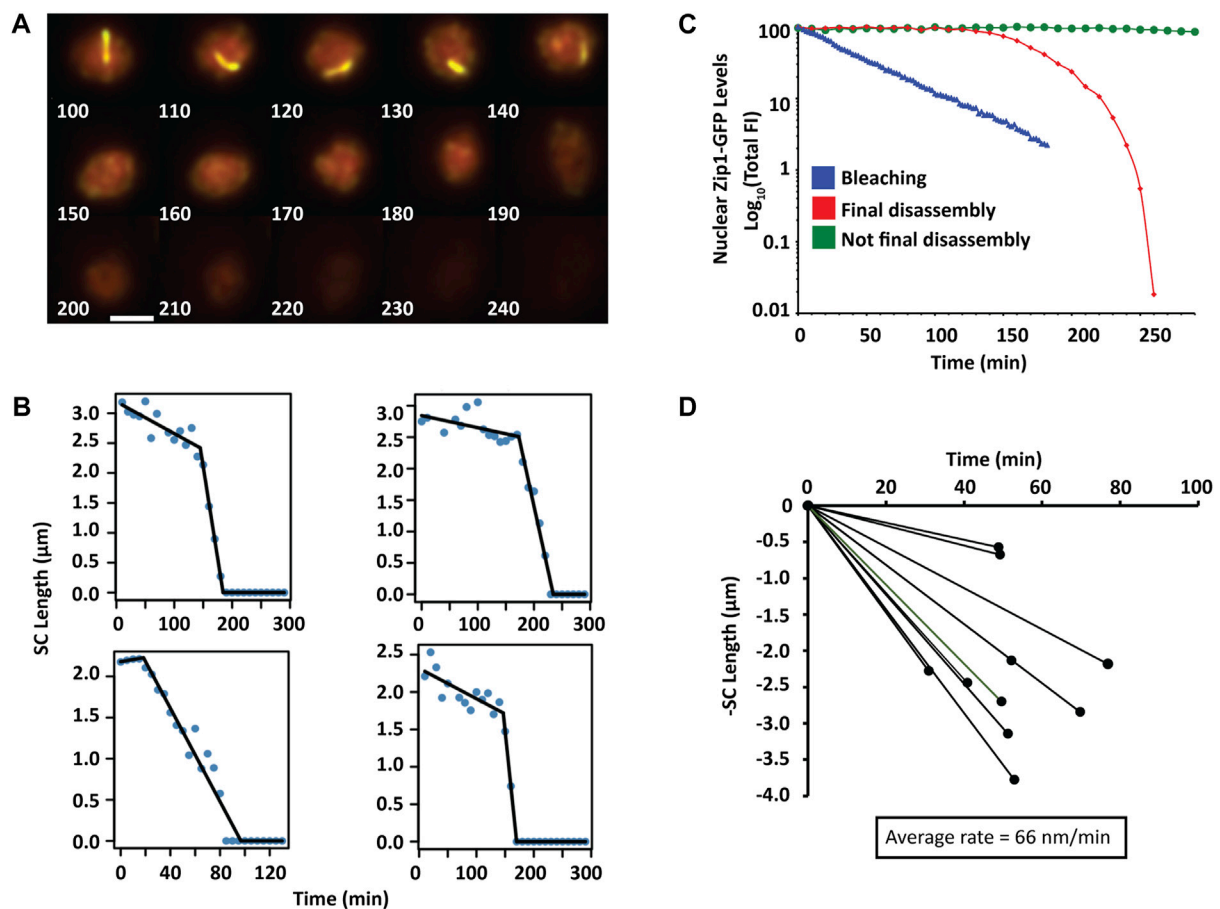 A
100 110 120 130 140
150 160 170 180 190
200 210 220 230 240
B
SC Length (μm)
3.0
2.5
2.0
1.5
1.0
0.5
0.0
0 100 200 300
3.0
2.5
2.0
1.5
1.0
0.5
0.0
0 100 200 300
2.0
1.5
1.0
0.5
0.0
0 40 80 120
2.5
2.0
1.5
1.0
0.5
0.0
0 100 200 300
Time (min)
C
Nuclear Zip1-GFP Levels
Log10(Total FI)
100
10
1
0.1
0.01
Bleaching
Final disassembly
Not final disassembly
0 50 100 150 200 250
Time (min)
D
Time (min)
0 20 40 60 80 100
0
-0.5
-1.0
-1.5
-2.0
-2.5
-3.0
-3.5
-4.0
-SC Length (μm)
Average rate = 66 nm/min